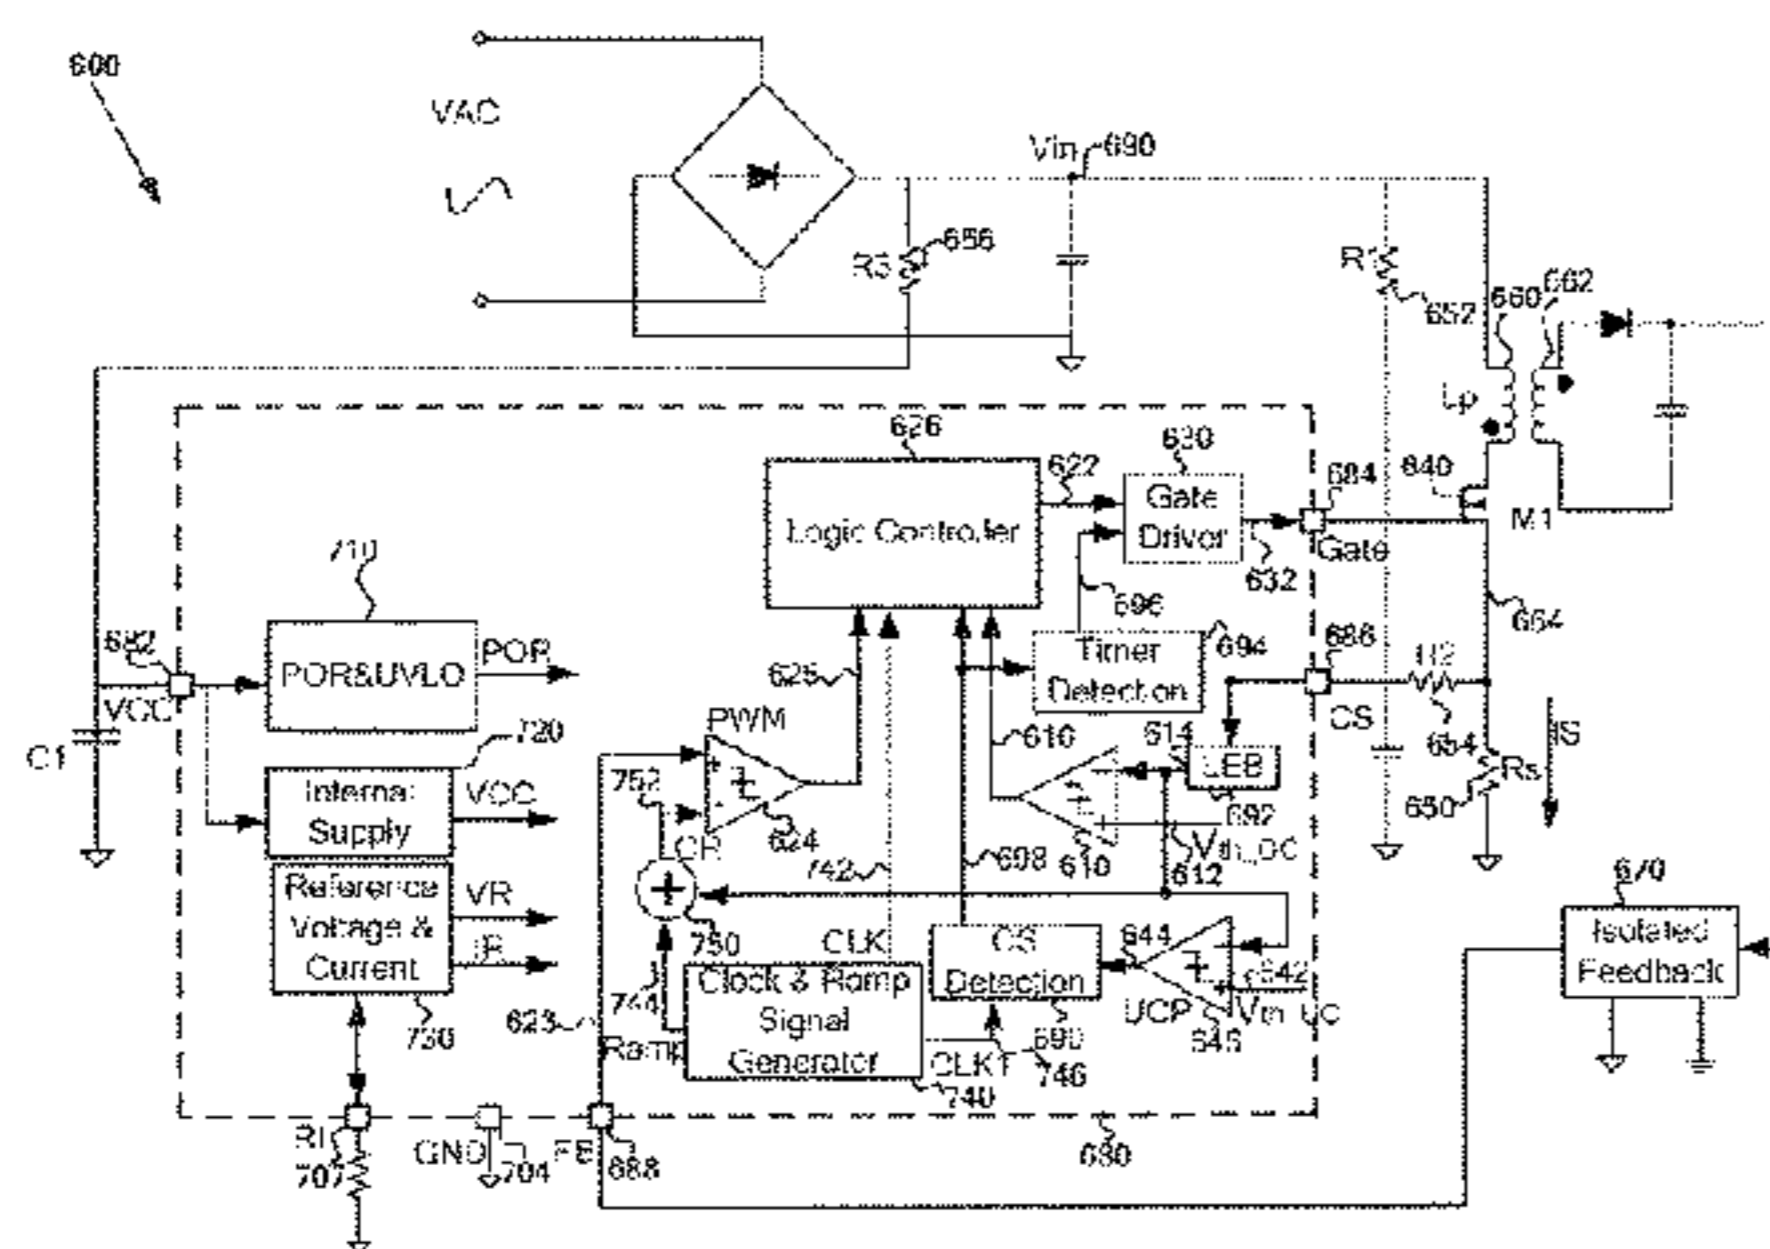 600
VAC
Vin
690
R3
656
R1
652
660
662
Lp
626
630
622
684
640
Logic Controller
Gate
Driver
M1
Gate
632
710
696
664
682
POR&UVLO
POR
625
Timer
Detection
694
686
R2
VCC
PWM
616
614
CS
654
IS
C1
720
752
LEB
Rs
Internal
Supply
VCC
624
692
650
Vth_OC
742
698
610
612
670
Reference
Voltage &
Current
VR
IR
750
CLK
CS
Detection
644
642
Isolated
Feedback
744
Clock & Ramp
Signal
Generator
UCP
Vth_UC
623
730
Ramp
690
CLK1
746
740
RI
707
GND
704
FB
688
680